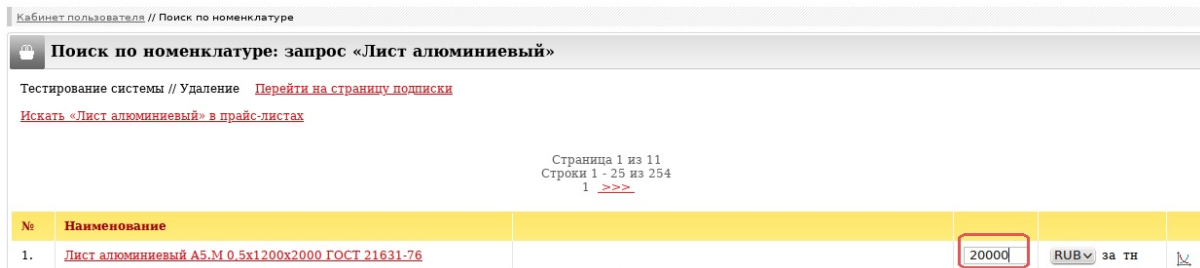 Кабинет пользователя // Поиск по номенклатуре
Поиск по номенклатуре: запрос «Лист алюминиевый»
Тестирование системы // Удаление Перейти на страницу подписки
Искать «Лист алюминиевый» в прайс-листах
Страница 1 из 11
Строки 1 - 25 из 254
1 >>>
№ Наименование
1. Лист алюминиевый А5.М 0.5x1200x2000 ГОСТ 21631-76 20000 RUB за тн